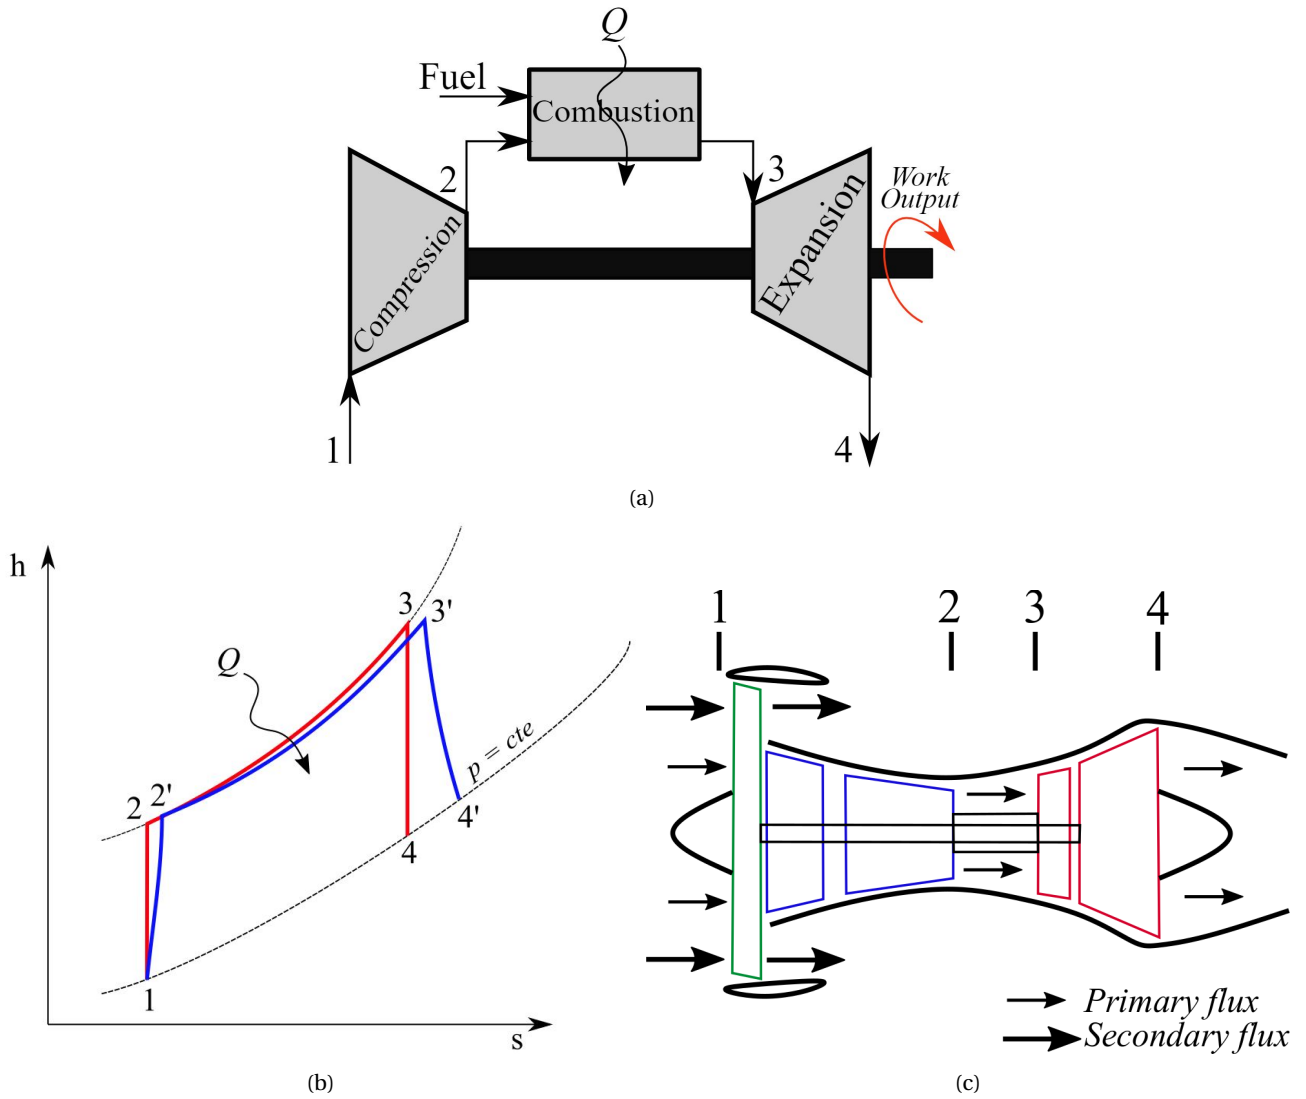 Q
Fuel
Combustion
2
3
Compression
Expansion
Work
Output
1
4
(a)
h
3
3'
Q
2
2'
p = cte
4'
4
1
s
(b)
1
2
3
4
Primary flux
Secondary flux
(c)